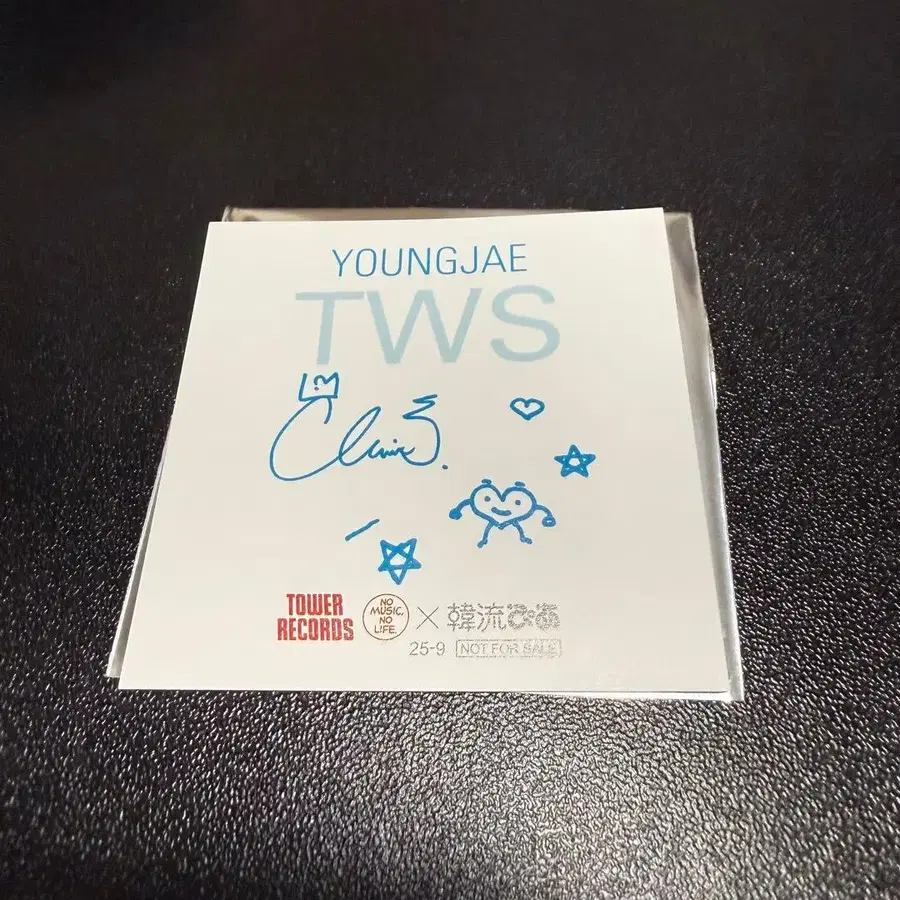 YOUNGJAE
TWS
TOWER RECORDS
NO MUSIC, NO LIFE.
× 韓流ぴあ
25-9 NOT FOR SALE